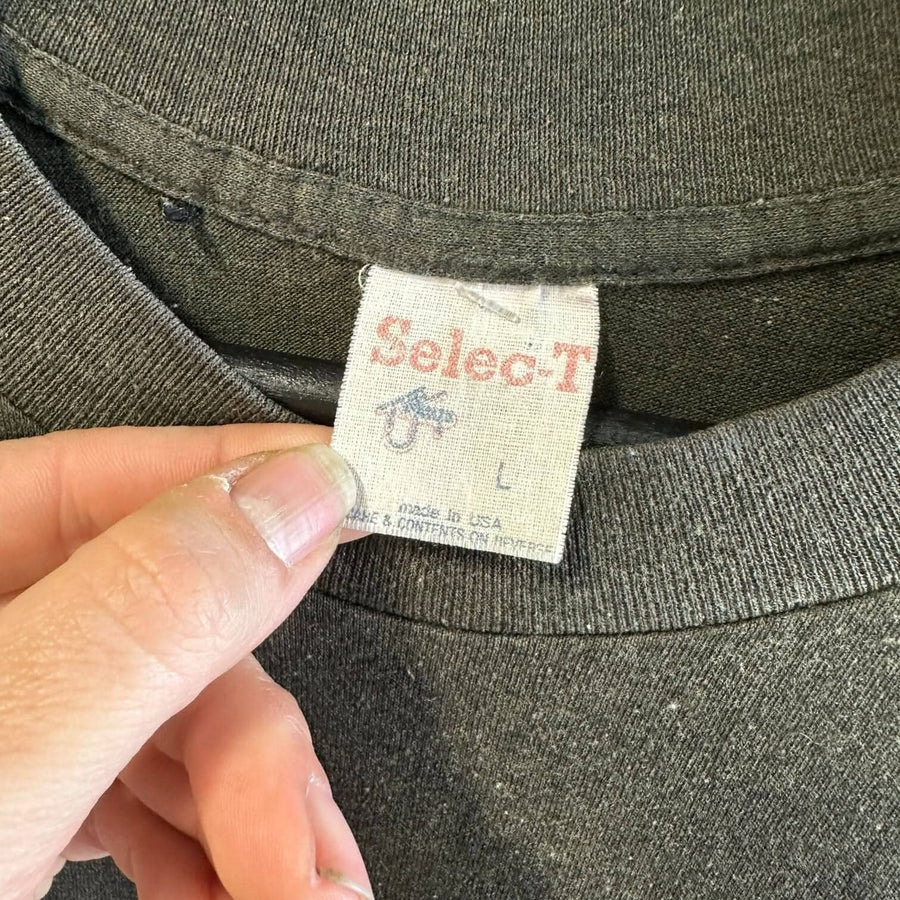 Selec-T
L
made in USA
CARE & CONTENTS ON REVERSE